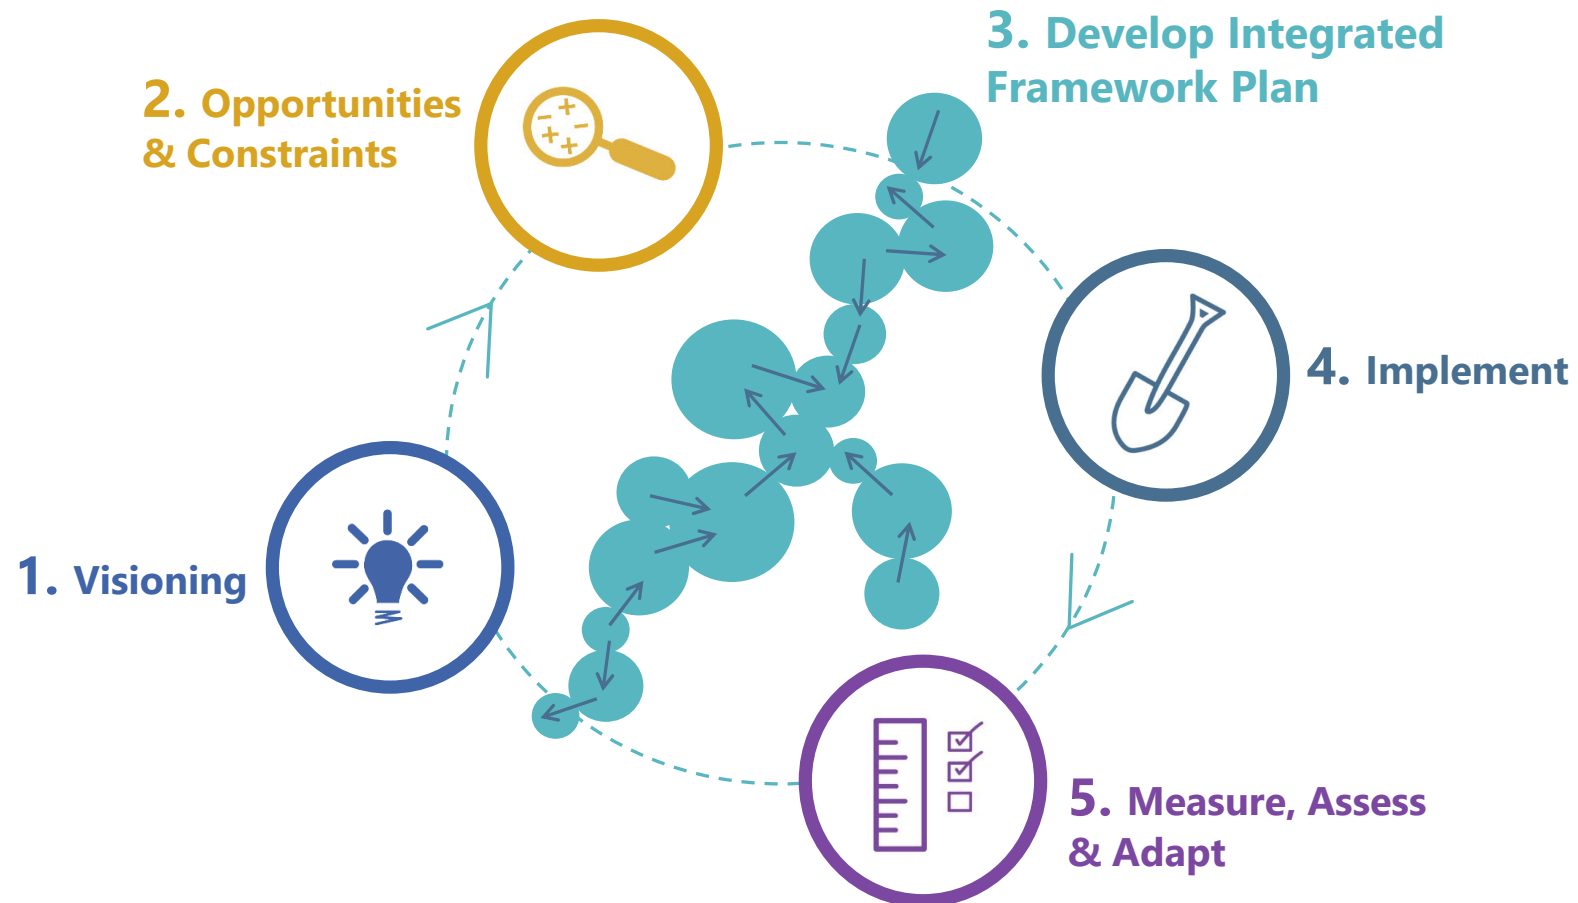 1. Visioning
2. Opportunities
& Constraints
3. Develop Integrated
Framework Plan
4. Implement
5. Measure, Assess
& Adapt